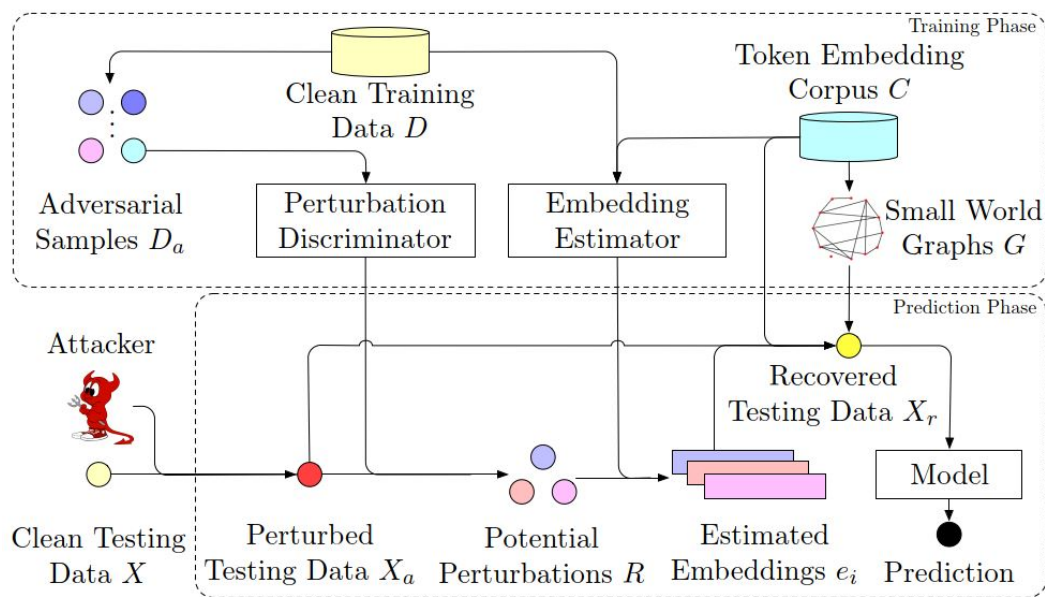 Training Phase
Clean Training
Data D
Token Embedding
Corpus C
Adversarial
Samples Dₐ
Perturbation
Discriminator
Embedding
Estimator
Small World
Graphs G
Prediction Phase
Attacker
Recovered
Testing Data Xᵣ
Model
Clean Testing
Data X
Perturbed
Testing Data Xₐ
Potential
Perturbations R
Estimated
Embeddings eᵢ
Prediction